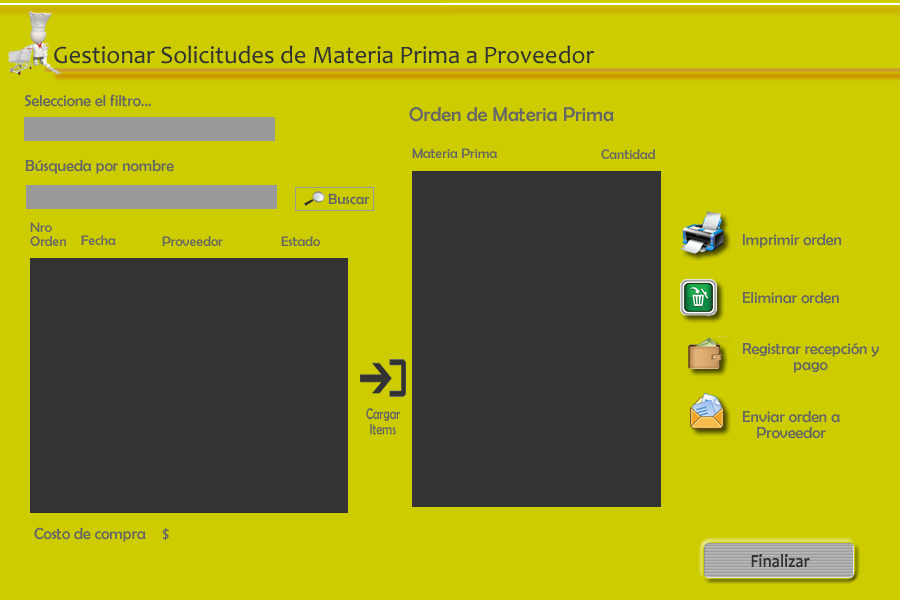 Gestionar Solicitudes de Materia Prima a Proveedor
Seleccione el filtro...
Búsqueda por nombre
Buscar
Nro
Orden
Fecha
Proveedor
Estado
Cargar
Items
Costo de compra $
Orden de Materia Prima
Materia Prima
Cantidad
Imprimir orden
Eliminar orden
Registrar recepción y
pago
Enviar orden a
Proveedor
Finalizar